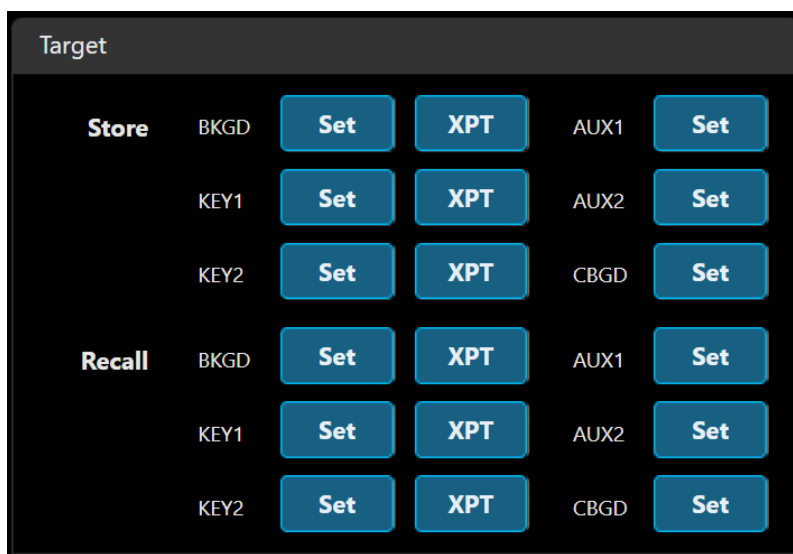 Target
Store BKGD Set XPT AUX1 Set
KEY1 Set XPT AUX2 Set
KEY2 Set XPT CBGD Set
Recall BKGD Set XPT AUX1 Set
KEY1 Set XPT AUX2 Set
KEY2 Set XPT CBGD Set